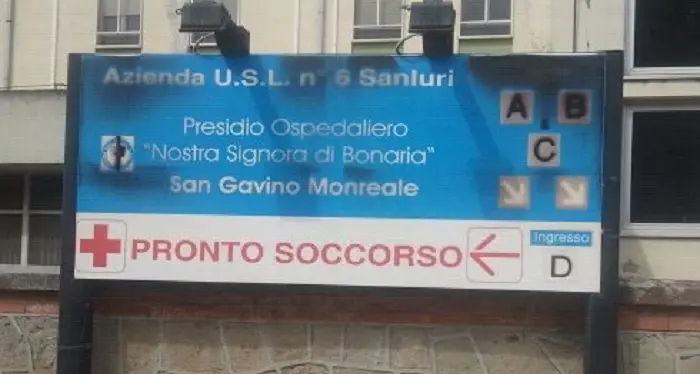 Azienda U.S.L. n° 6 Sanluri
A B
Presidio Ospedaliero
C
"Nostra Signora di Bonaria"
San Gavino Monreale
PRONTO SOCCORSO
Ingresso
D